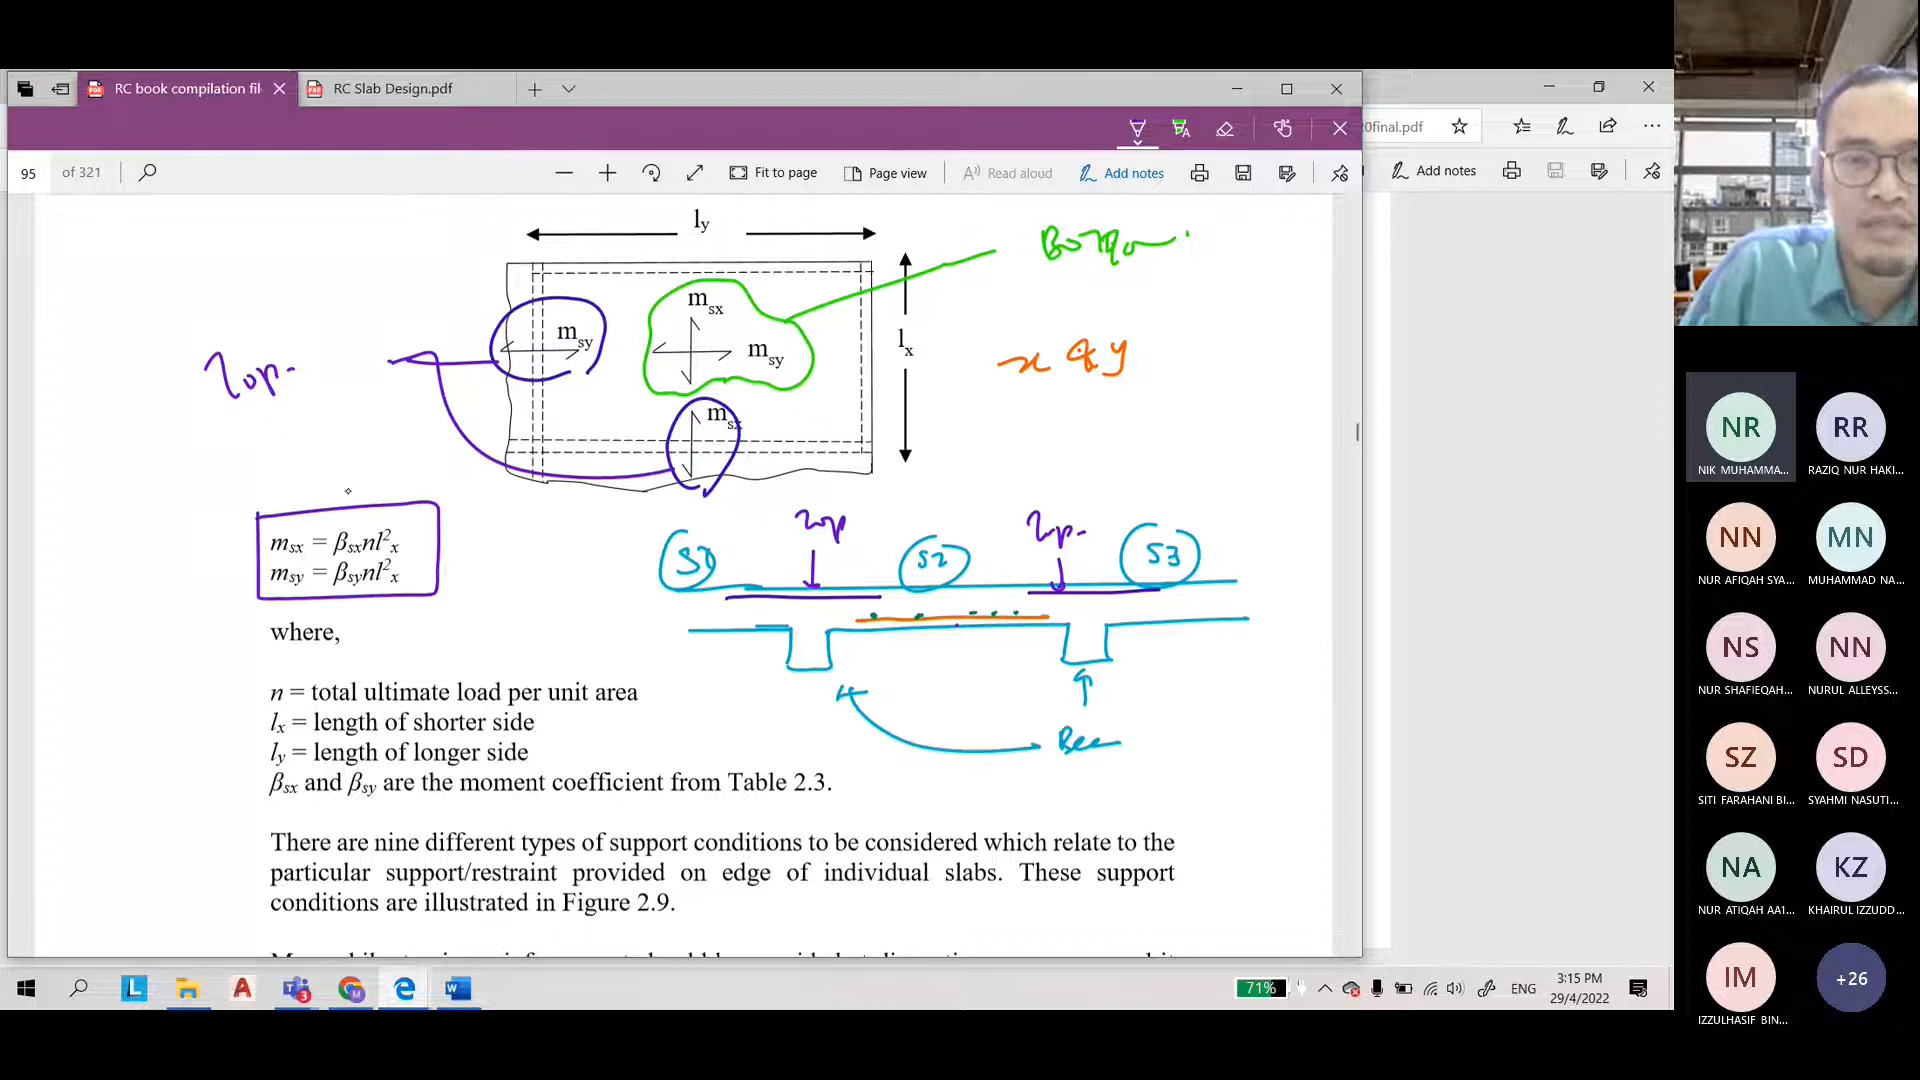 RC book compilation fil
RC Slab Design.pdf
0final.pdf
95 of 321
Fit to page
Page view
Read aloud
Add notes
Add notes
ly
Top.
msy
msx
msy
msx
lx
x & y
msx = βsxnl²x
msy = βsynl²x
Top
Top.
S1
S2
S3
where,
n = total ultimate load per unit area
lx = length of shorter side
ly = length of longer side
βsx and βsy are the moment coefficient from Table 2.3.
There are nine different types of support conditions to be considered which relate to the
particular support/restraint provided on edge of individual slabs. These support
conditions are illustrated in Figure 2.9.
NR
NIK MUHAMMA...
RR
RAZIQ NUR HAKI...
NN
NUR AFIQAH SYA...
MN
MUHAMMAD NA...
NS
NUR SHAFIEQAH...
NN
NURUL ALLEYSS...
SZ
SITI FARAHANI BI...
SD
SYAHMI NASUTI...
NA
NUR ATIQAH AA1...
KZ
KHAIRUL IZZUDD...
IM
IZZULHASIF BIN...
+26
71%
ENG
3:15 PM
29/4/2022